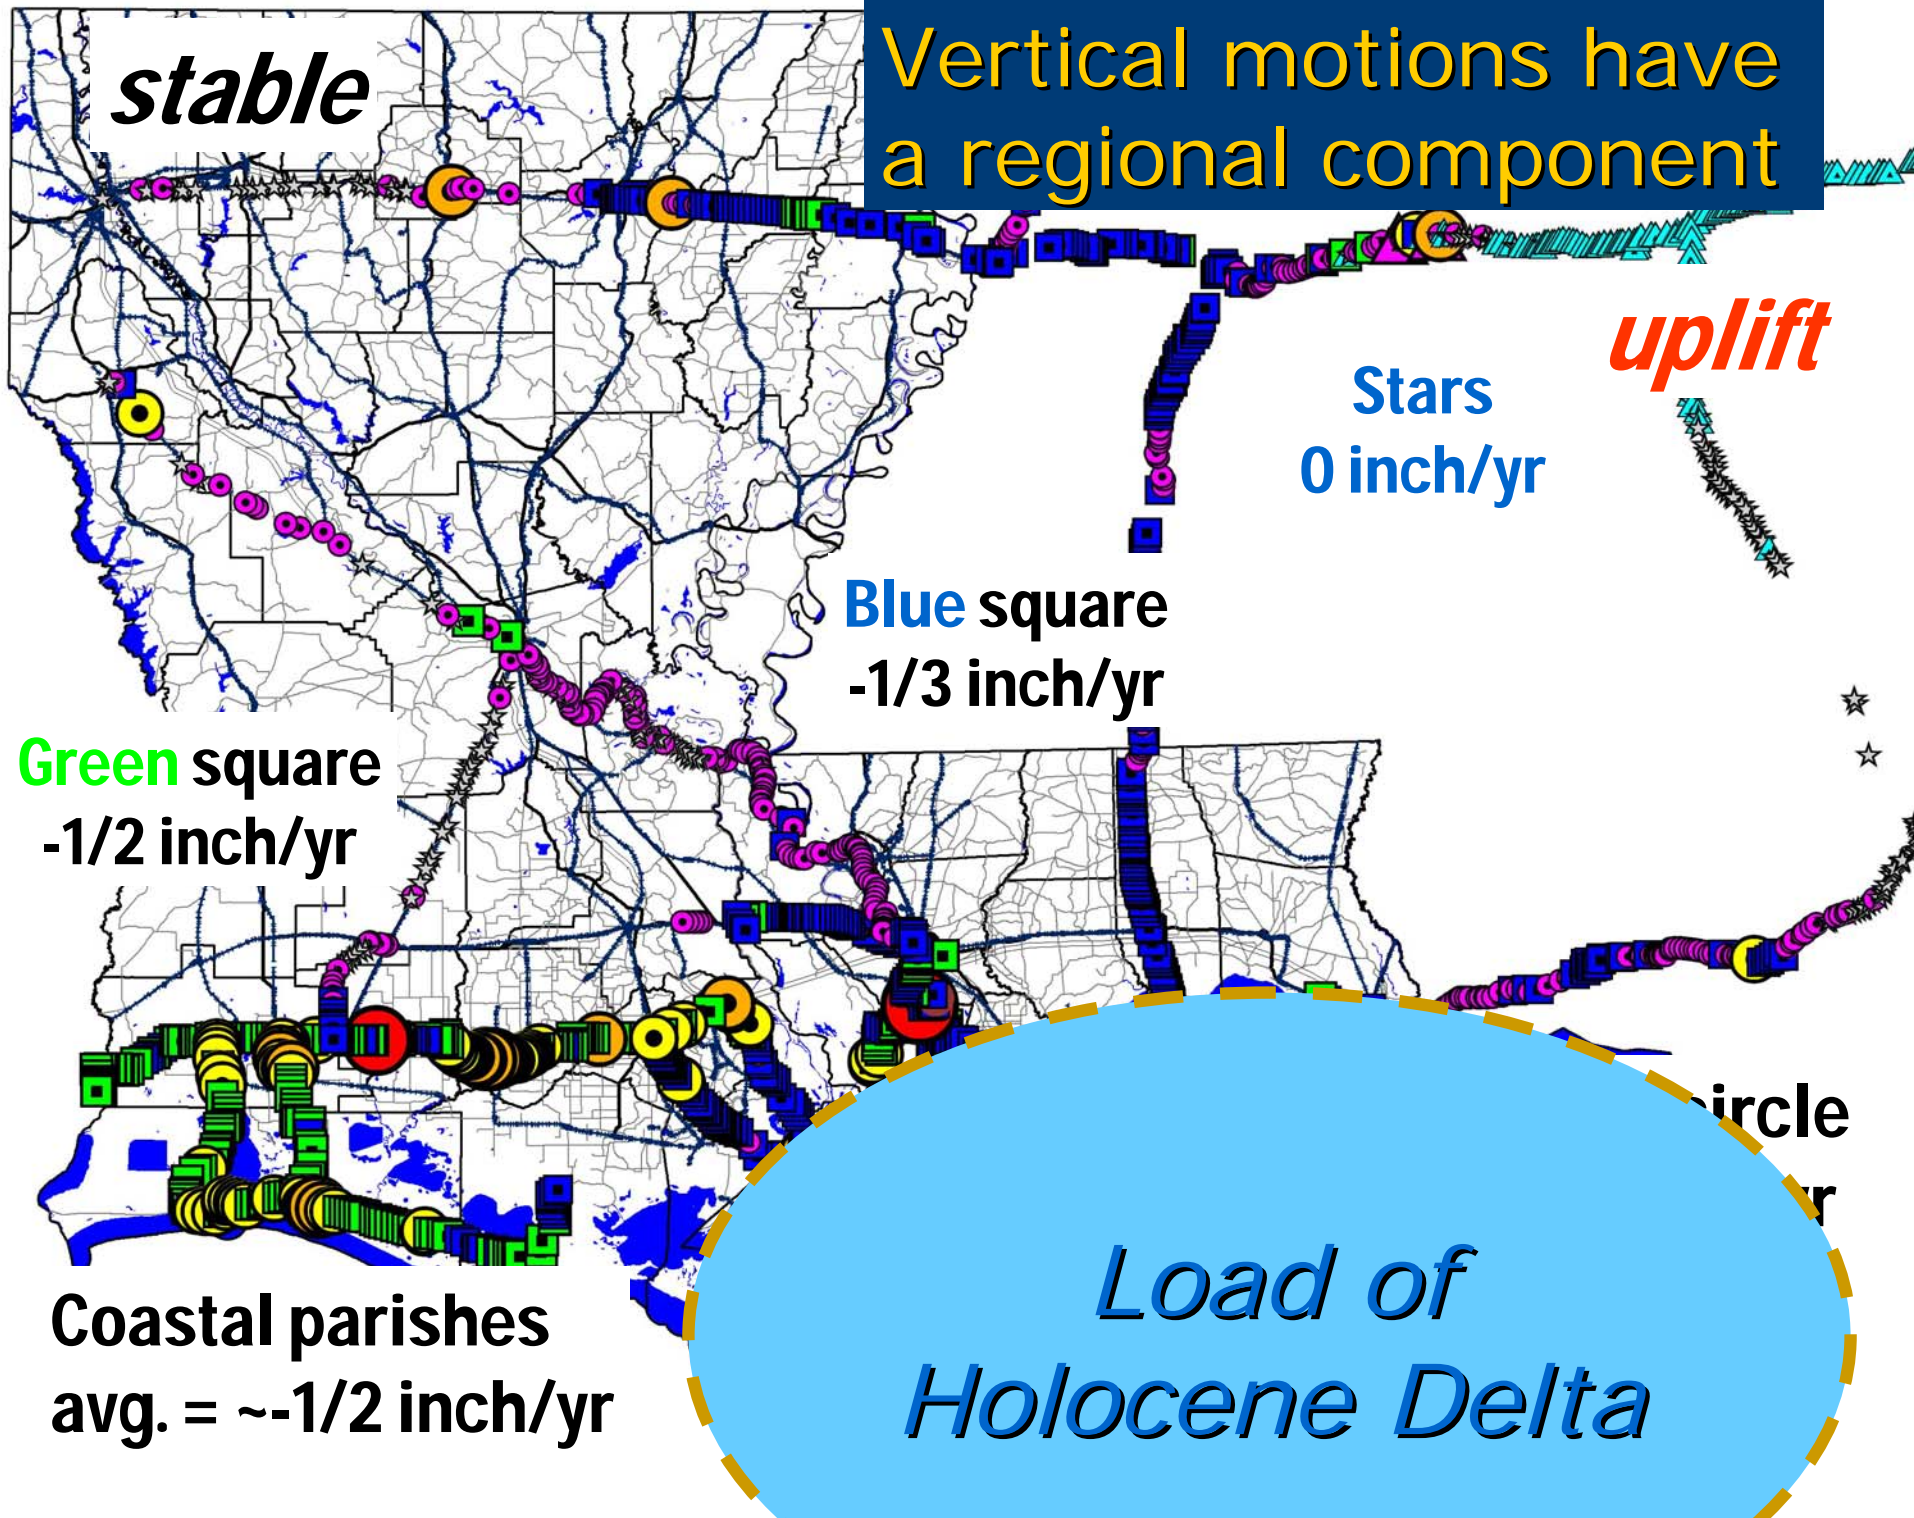 stable
Vertical motions have
a regional component
uplift
Stars
0 inch/yr
Blue square
-1/3 inch/yr
Green square
-1/2 inch/yr
Coastal parishes
avg. = ~-1/2 inch/yr
Load of
Holocene Delta